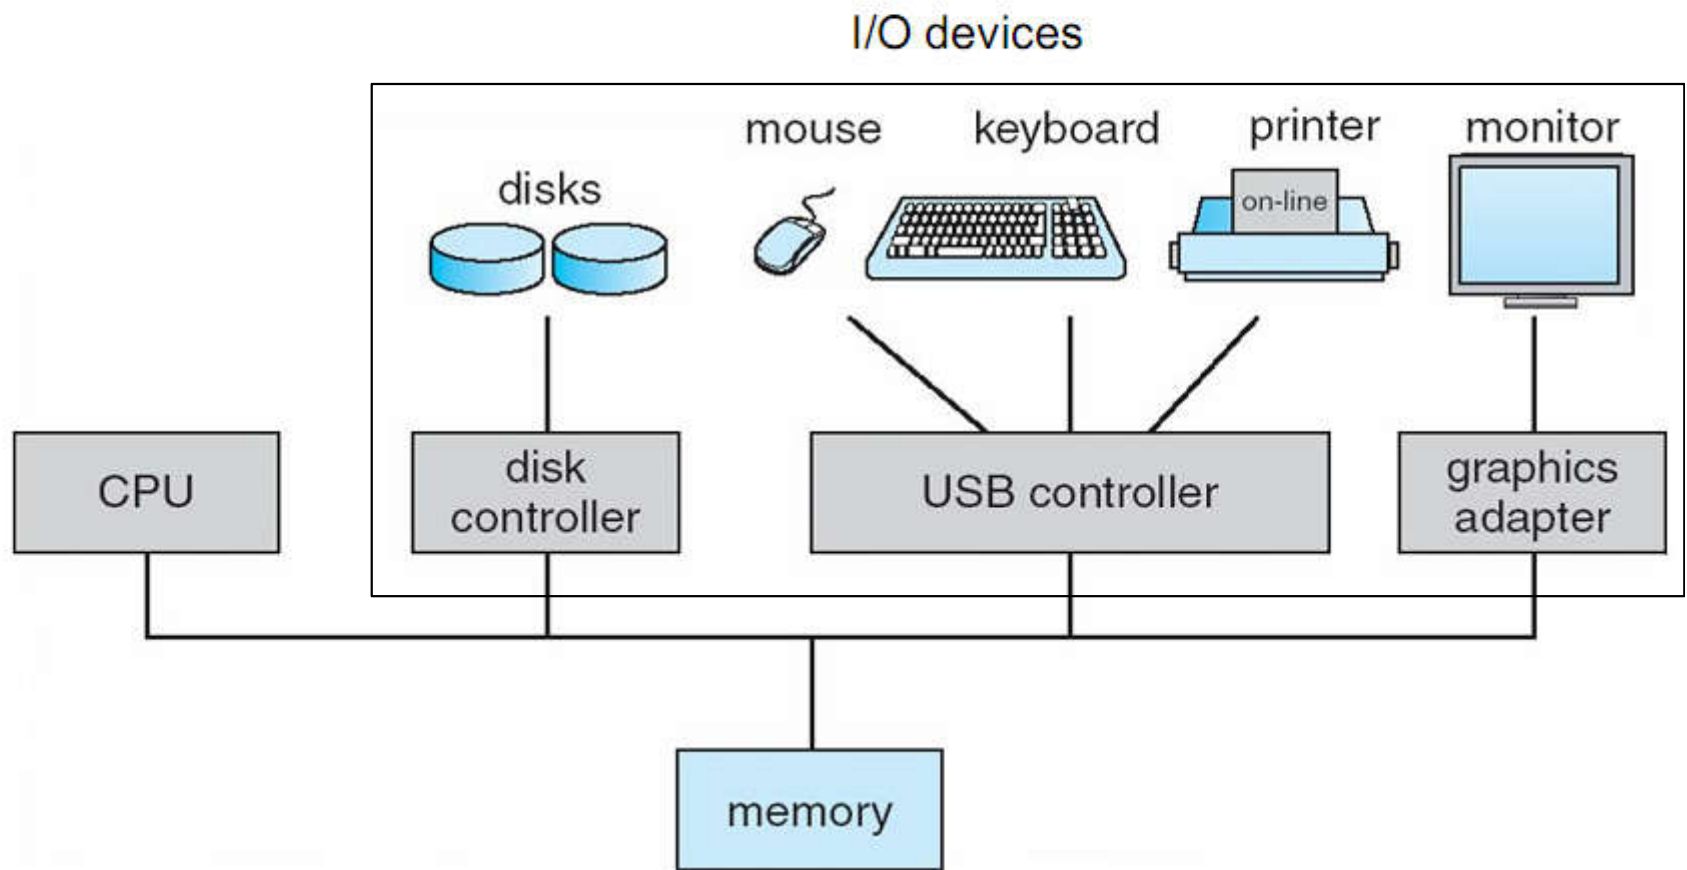 I/O devices
mouse
keyboard
printer
monitor
disks
on-line
CPU
disk
controller
USB controller
graphics
adapter
memory